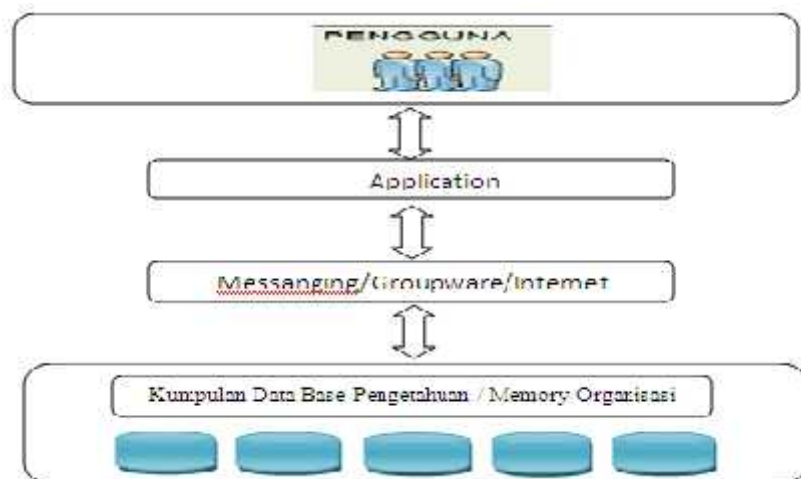 PENGGUNA
Application
Messanging/Groupware/Internet
Kumpulan Data Base Pengetahuan / Memory Organisasi